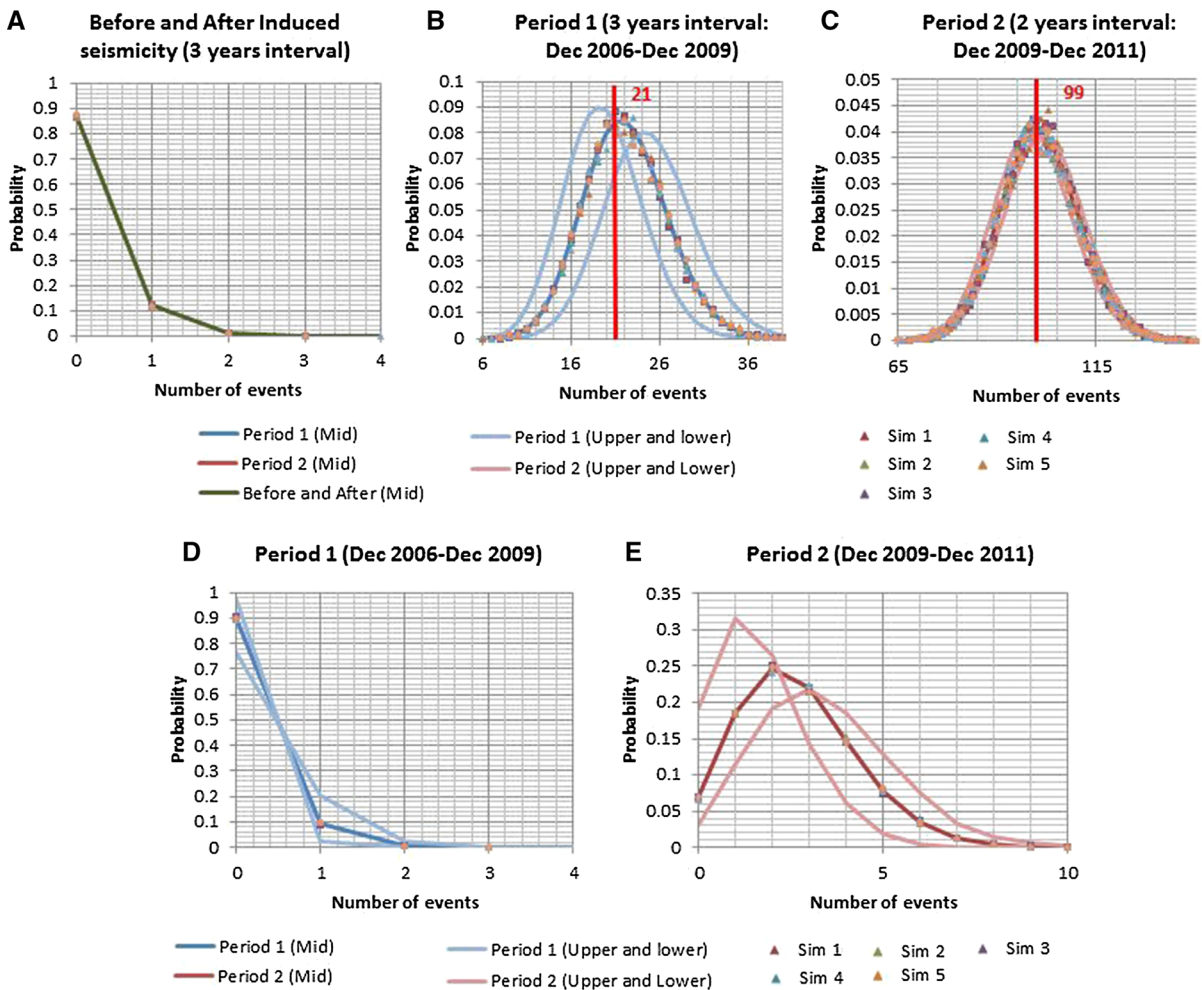 A
Before and After Induced
seismicity (3 years interval)
Probability
1
0.9
0.8
0.7
0.6
0.5
0.4
0.3
0.2
0.1
0
0 1 2 3 4
Number of events
B
Period 1 (3 years interval:
Dec 2006-Dec 2009)
Probability
0.1
0.09
0.08
0.07
0.06
0.05
0.04
0.03
0.02
0.01
0
21
6 16 26 36
Number of events
C
Period 2 (2 years interval:
Dec 2009-Dec 2011)
Probability
0.05
0.045
0.04
0.035
0.03
0.025
0.02
0.015
0.01
0.005
0
99
65 115
Number of events
Period 1 (Mid)
Period 2 (Mid)
Before and After (Mid)
Period 1 (Upper and lower)
Period 2 (Upper and Lower)
Sim 1
Sim 2
Sim 3
Sim 4
Sim 5
D
Period 1 (Dec 2006-Dec 2009)
Probability
1
0.9
0.8
0.7
0.6
0.5
0.4
0.3
0.2
0.1
0
0 1 2 3 4
Number of events
E
Period 2 (Dec 2009-Dec 2011)
Probability
0.35
0.3
0.25
0.2
0.15
0.1
0.05
0
0 5 10
Number of events
Period 1 (Mid)
Period 2 (Mid)
Period 1 (Upper and lower)
Period 2 (Upper and Lower)
Sim 1
Sim 2
Sim 3
Sim 4
Sim 5